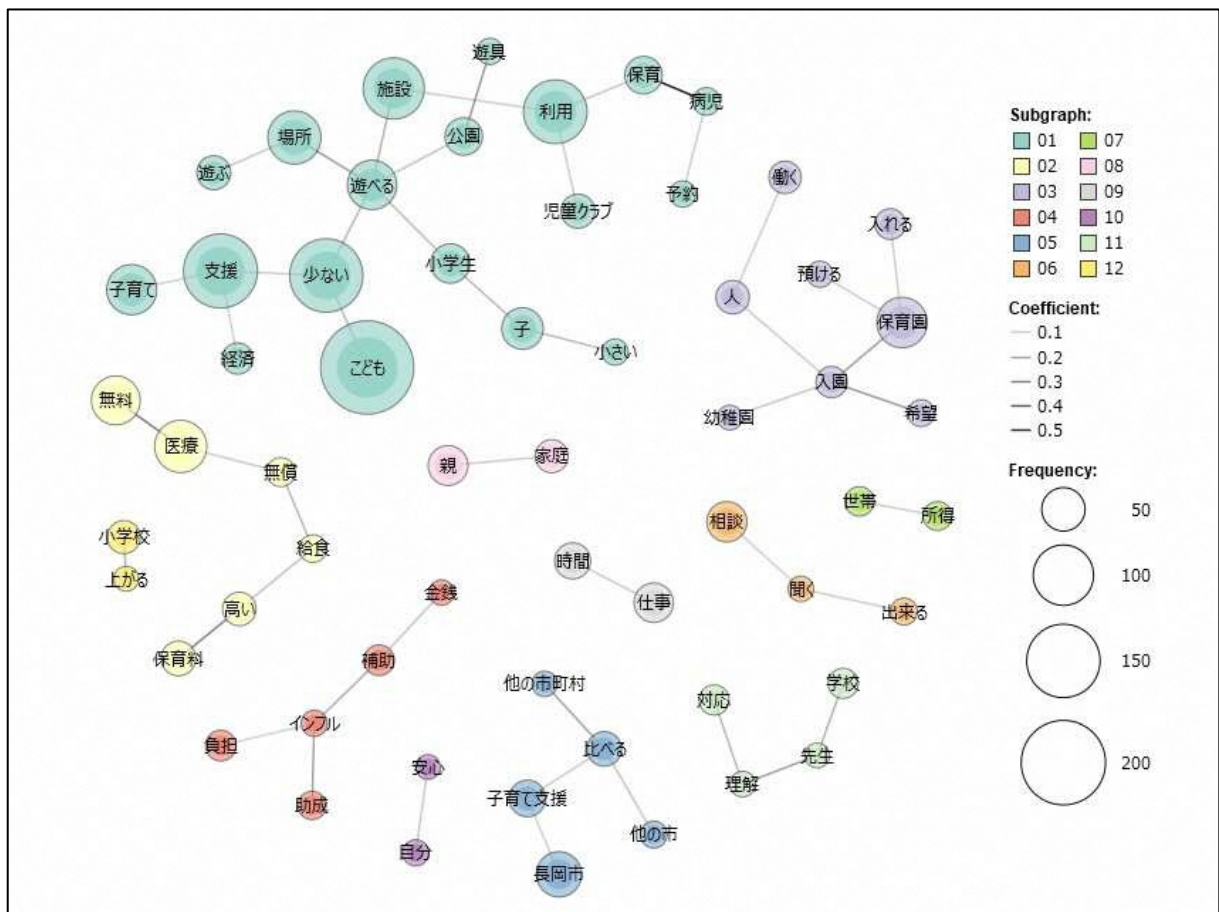 遊具
施設
保育
利用
病児
場所
公園
遊ぶ
遊べる
予約
児童クラブ
働く
入れる
支援
少ない
小学生
預ける
子育て
人
保育園
子
小さい
経済
こども
入園
幼稚園
希望
無料
医療
無償
親
家庭
世帯
所得
相談
小学校
給食
上がる
時間
仕事
聞く
出来る
金銭
高い
保育料
補助
他の市町村
対応
学校
インフル
負担
安心
比べる
先生
理解
助成
子育て支援
他の市
自分
長岡市
Subgraph:
01 07
02 08
03 09
04 10
05 11
06 12
Coefficient:
0.1
0.2
0.3
0.4
0.5
Frequency:
50
100
150
200